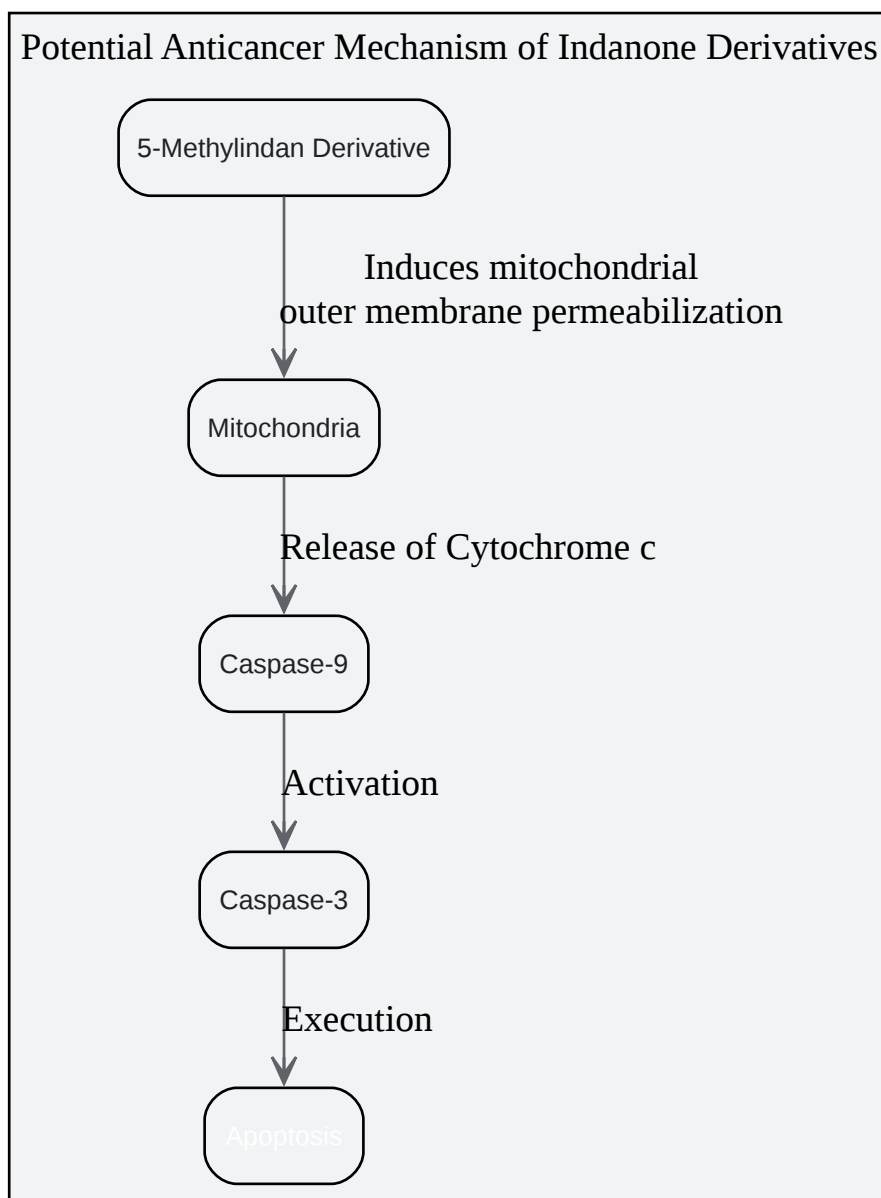 Potential Anticancer Mechanism of Indanone Derivatives
5-Methylindan Derivative
Induces mitochondrial
outer membrane permeabilization
Mitochondria
Release of Cytochrome c
Caspase-9
Activation
Caspase-3
Execution
Apoptosis